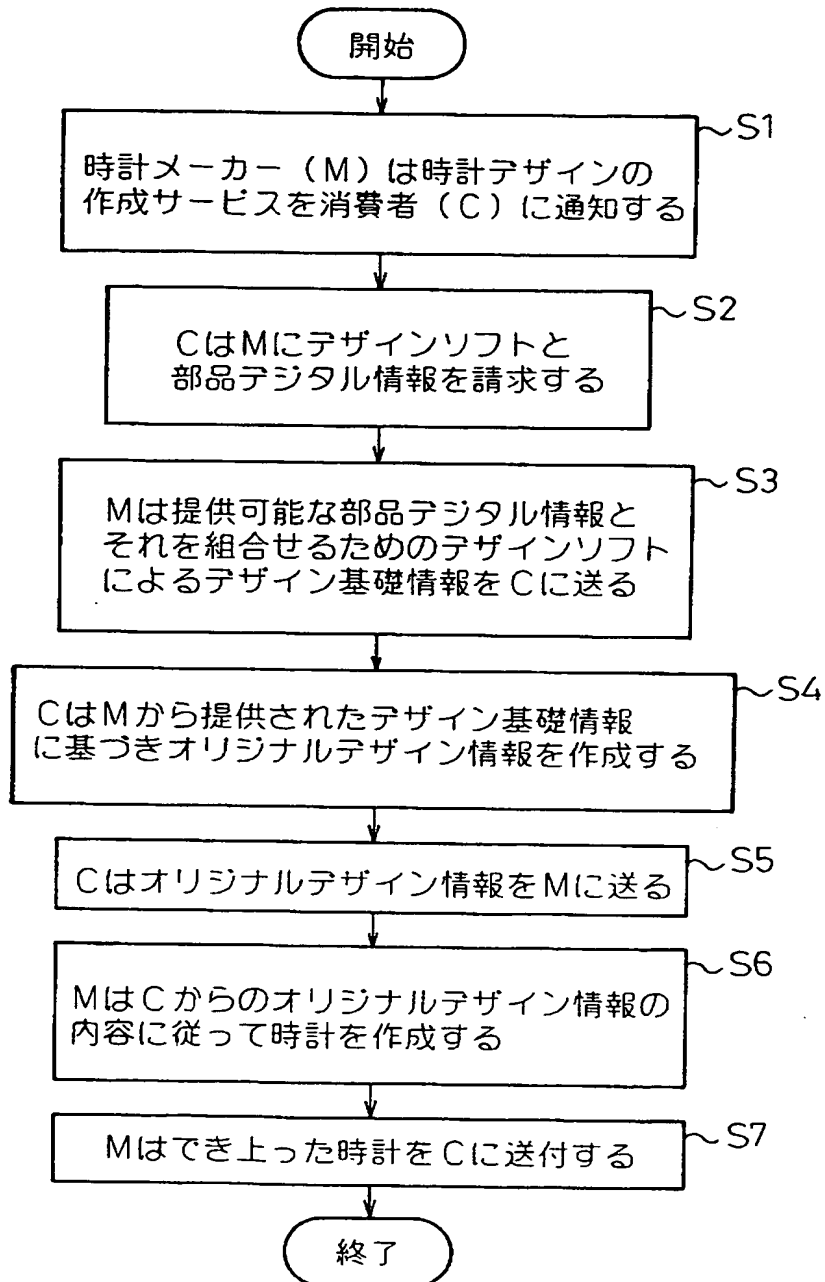 開始
S1
時計メーカー（M）は時計デザインの
作成サービスを消費者（C）に通知する
S2
CはMにデザインソフトと
部品デジタル情報を請求する
S3
Mは提供可能な部品デジタル情報と
それを組合せるためのデザインソフト
によるデザイン基礎情報をCに送る
S4
CはMから提供されたデザイン基礎情報
に基づきオリジナルデザイン情報を作成する
S5
Cはオリジナルデザイン情報をMに送る
S6
MはCからのオリジナルデザイン情報の
内容に従って時計を作成する
S7
Mはでき上った時計をCに送付する
終了